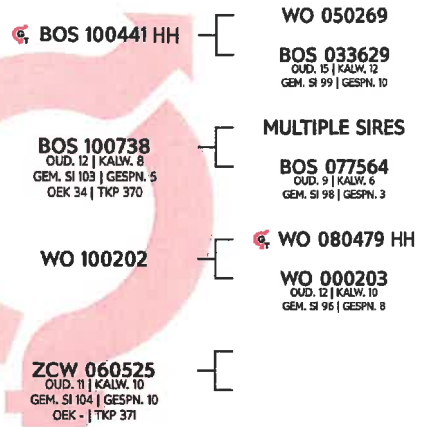 BOS 100441 HH
WO 050269
BOS 033629
OUD. 15 | KALW. 12
GEM. SI 99 | GESPN. 10
BOS 100738
OUD. 12 | KALW. 8
GEM. SI 103 | GESPN. 5
OEK 34 | TKP 370
MULTIPLE SIRES
BOS 077564
OUD. 9 | KALW. 6
GEM. SI 98 | GESPN. 3
WO 100202
GT WO 080479 HH
WO 000203
OUD. 12 | KALW. 10
GEM. SI 96 | GESPN. 8
ZCW 060525
OUD. 11 | KALW. 10
GEM. SI 104 | GESPN. 10
OEK - | TKP 371